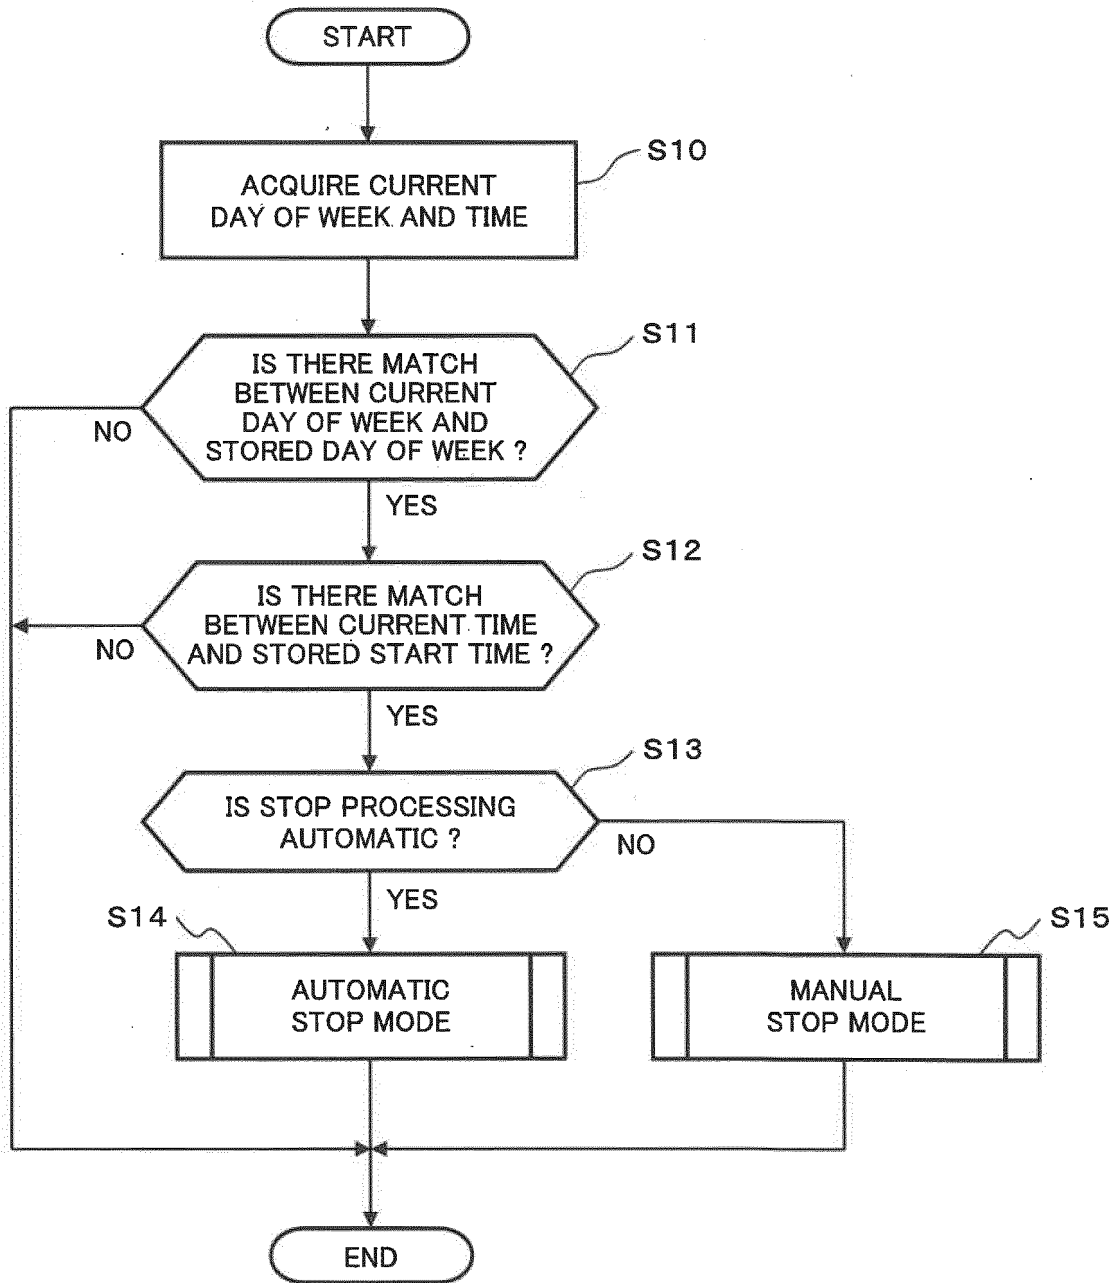 START
S10
ACQUIRE CURRENT
DAY OF WEEK AND TIME
S11
IS THERE MATCH
BETWEEN CURRENT
DAY OF WEEK AND
STORED DAY OF WEEK ?
NO
YES
S12
IS THERE MATCH
BETWEEN CURRENT TIME
AND STORED START TIME ?
NO
YES
S13
IS STOP PROCESSING
AUTOMATIC ?
NO
YES
S14
AUTOMATIC
STOP MODE
S15
MANUAL
STOP MODE
END